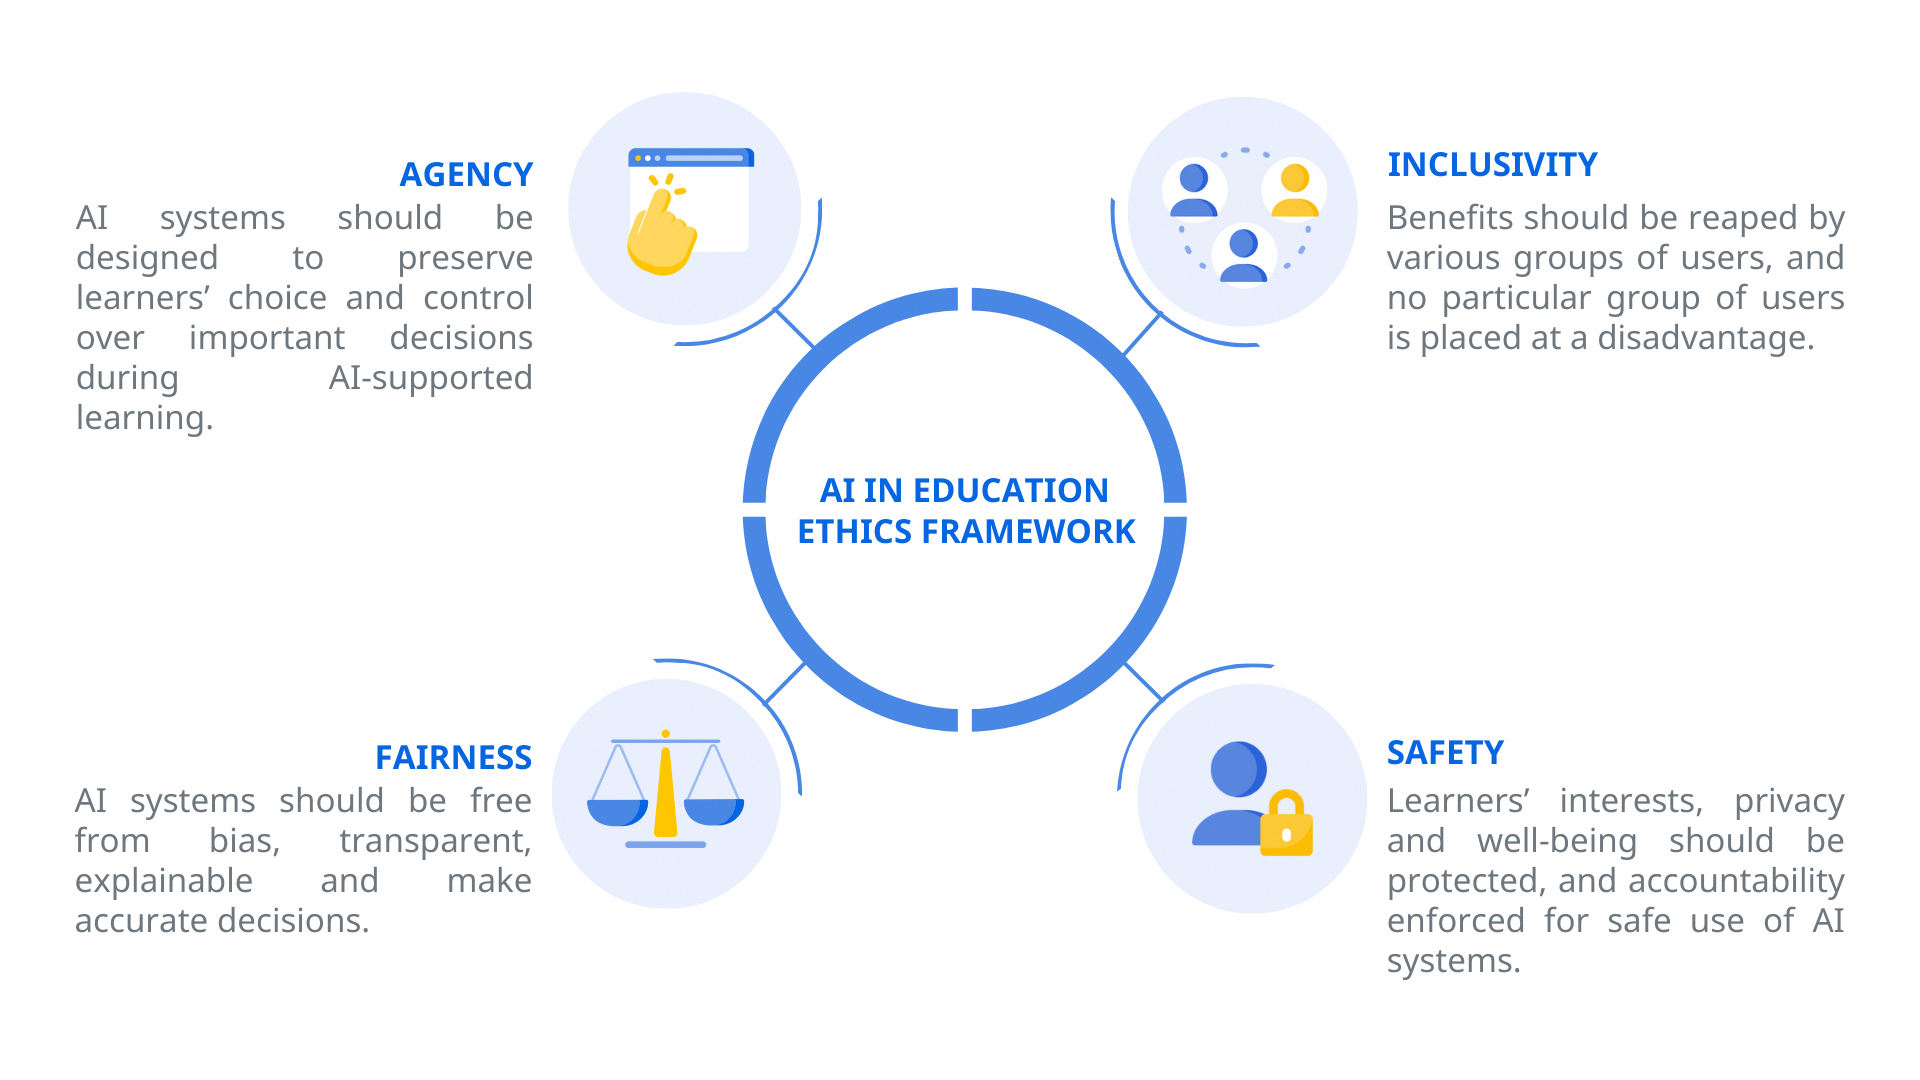 AGENCY
AI systems should be
designed to preserve
learners’ choice and control
over important decisions
during AI-supported
learning.
INCLUSIVITY
Benefits should be reaped by
various groups of users, and
no particular group of users
is placed at a disadvantage.
AI IN EDUCATION
ETHICS FRAMEWORK
FAIRNESS
AI systems should be free
from bias, transparent,
explainable and make
accurate decisions.
SAFETY
Learners’ interests, privacy
and well-being should be
protected, and accountability
enforced for safe use of AI
systems.